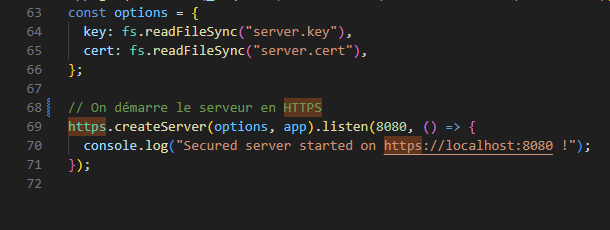 63 const options = {
64 key: fs.readFileSync("server.key"),
65 cert: fs.readFileSync("server.cert"),
66 };
67
68 // On démarre le serveur en HTTPS
69 https.createServer(options, app).listen(8080, () => {
70 console.log("Secured server started on https://localhost:8080 !");
71 });
72